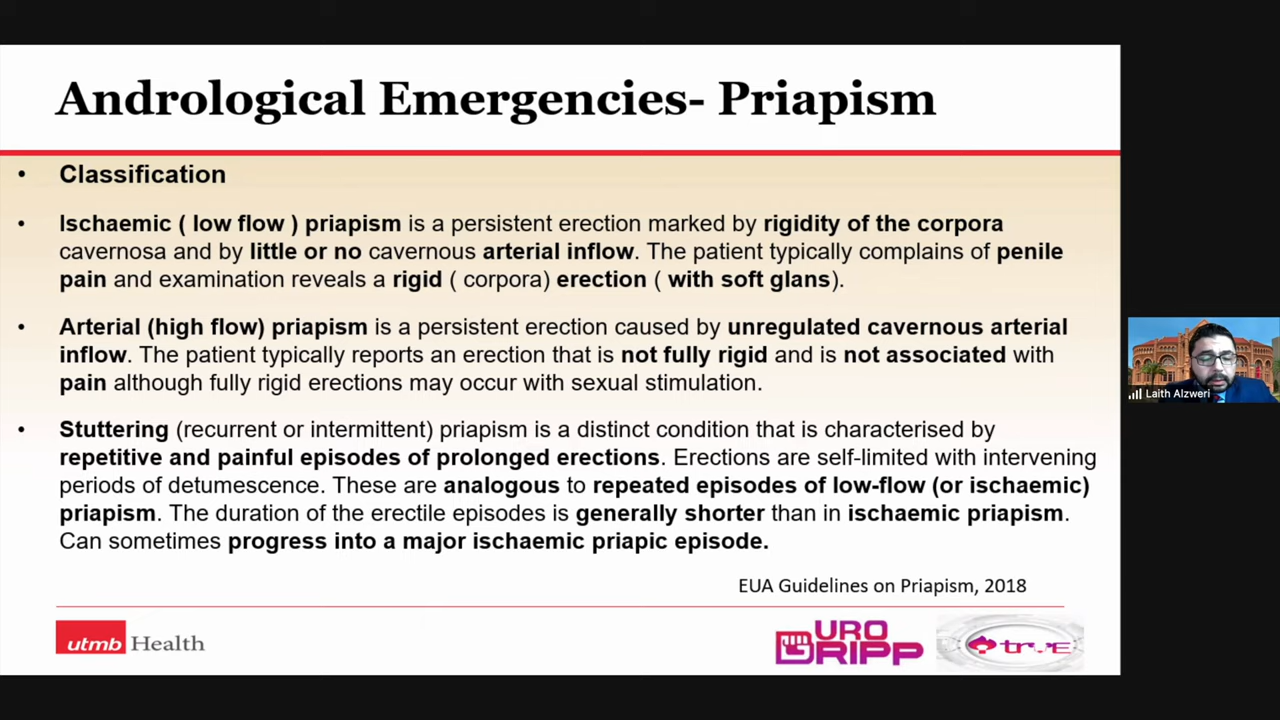 Andrological Emergencies- Priapism
• Classification
• Ischaemic ( low flow ) priapism is a persistent erection marked by rigidity of the corpora
cavernosa and by little or no cavernous arterial inflow. The patient typically complains of penile
pain and examination reveals a rigid ( corpora) erection ( with soft glans).
• Arterial (high flow) priapism is a persistent erection caused by unregulated cavernous arterial
inflow. The patient typically reports an erection that is not fully rigid and is not associated with
pain although fully rigid erections may occur with sexual stimulation.
• Stuttering (recurrent or intermittent) priapism is a distinct condition that is characterised by
repetitive and painful episodes of prolonged erections. Erections are self-limited with intervening
periods of detumescence. These are analogous to repeated episodes of low-flow (or ischaemic)
priapism. The duration of the erectile episodes is generally shorter than in ischaemic priapism.
Can sometimes progress into a major ischaemic priapic episode.
EUA Guidelines on Priapism, 2018
utmb Health
URO
GRIPP
true
Laith Alzweri